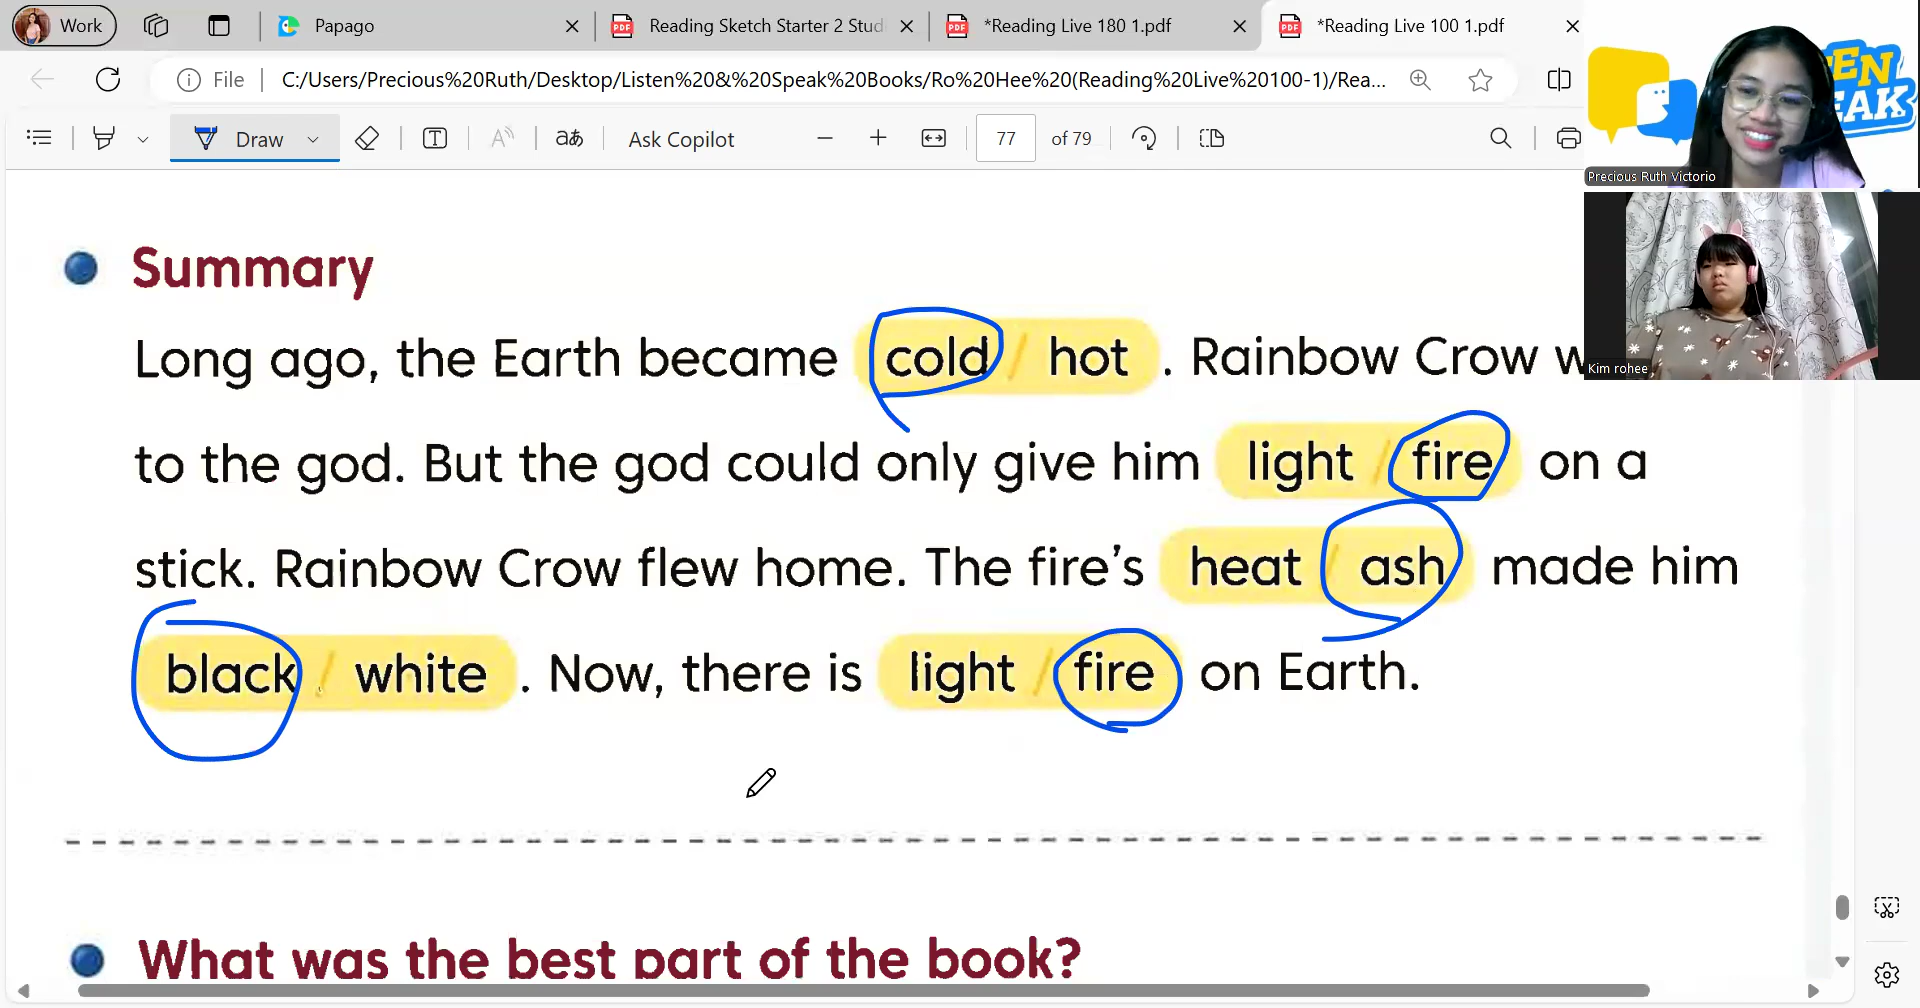 Work
Papago
Reading Sketch Starter 2 Stud
*Reading Live 180 1.pdf
*Reading Live 100 1.pdf
File
C:/Users/Precious%20Ruth/Desktop/Listen%20&%20Speak%20Books/Ro%20Hee%20(Reading%20Live%20100-1)/Rea...
Draw
Ask Copilot
77 of 79
EN
EAK
Precious Ruth Victorio
Kim rohee
Summary
Long ago, the Earth became cold / hot . Rainbow Crow w
to the god. But the god could only give him light / fire on a
stick. Rainbow Crow flew home. The fire's heat / ash made him
black / white . Now, there is light / fire on Earth.
What was the best part of the book?